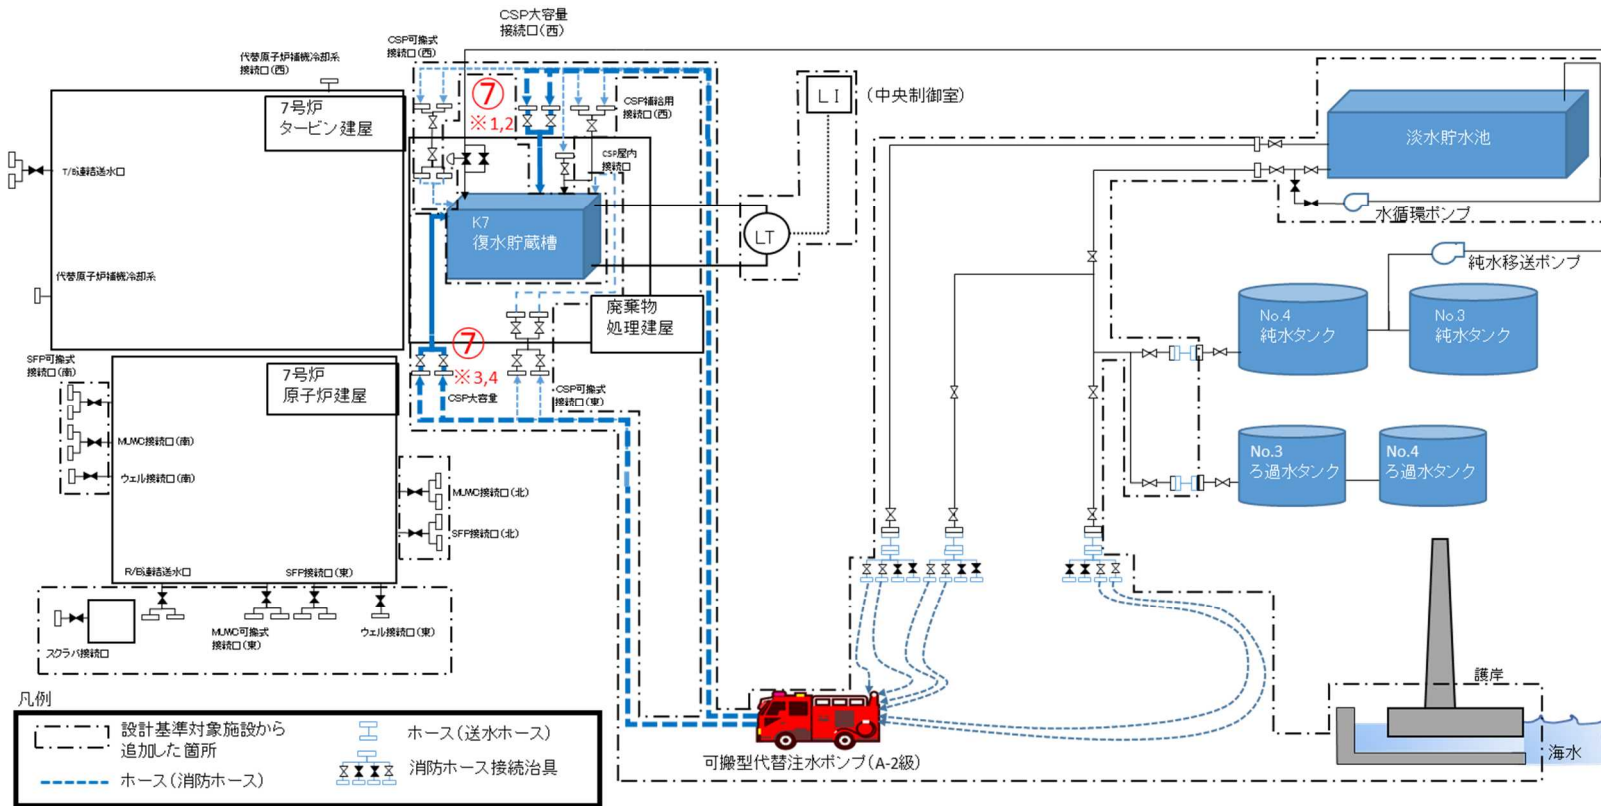 CSP大容量
接続口(西)
CSP可搬式
接続口(西)
代替原子炉補機冷却系
接続口(西)
7号炉
タービン建屋
⑦
※1,2
CSP補給用
接続口(西)
CSP屋内
接続口
LI
(中央制御室)
淡水貯水池
T/B連結送水口
K7
復水貯蔵槽
LT
水循環ポンプ
純水移送ポンプ
代替原子炉補機冷却系
廃棄物
処理建屋
No.4
純水タンク
No.3
純水タンク
⑦
※3,4
SFP可搬式
接続口(南)
7号炉
原子炉建屋
CSP大容量
CSP可搬式
接続口(東)
MUWC接続口(南)
ウェル接続口(南)
No.3
ろ過水タンク
No.4
ろ過水タンク
MUWC接続口(北)
SFP接続口(北)
R/B連結送水口
SFP接続口(東)
MUWC可搬式
接続口(東)
ウェル接続口(東)
スクラバ接続口
護岸
海水
可搬型代替注水ポンプ(A-2級)
凡例
設計基準対象施設から
追加した箇所
ホース(消防ホース)
ホース(送水ホース)
消防ホース接続治具